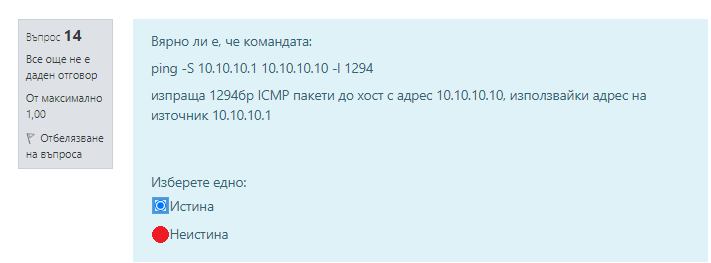 Въпрос 14
Все още не е
даден отговор
От максимално
1,00
Отбелязване
на въпроса
Вярно ли е, че командата:
ping -S 10.10.10.1 10.10.10.10 -l 1294
изпраща 1294бр ICMP пакети до хост с адрес 10.10.10.10, използвайки адрес на
източник 10.10.10.1
Изберете едно:
Истина
Неистина